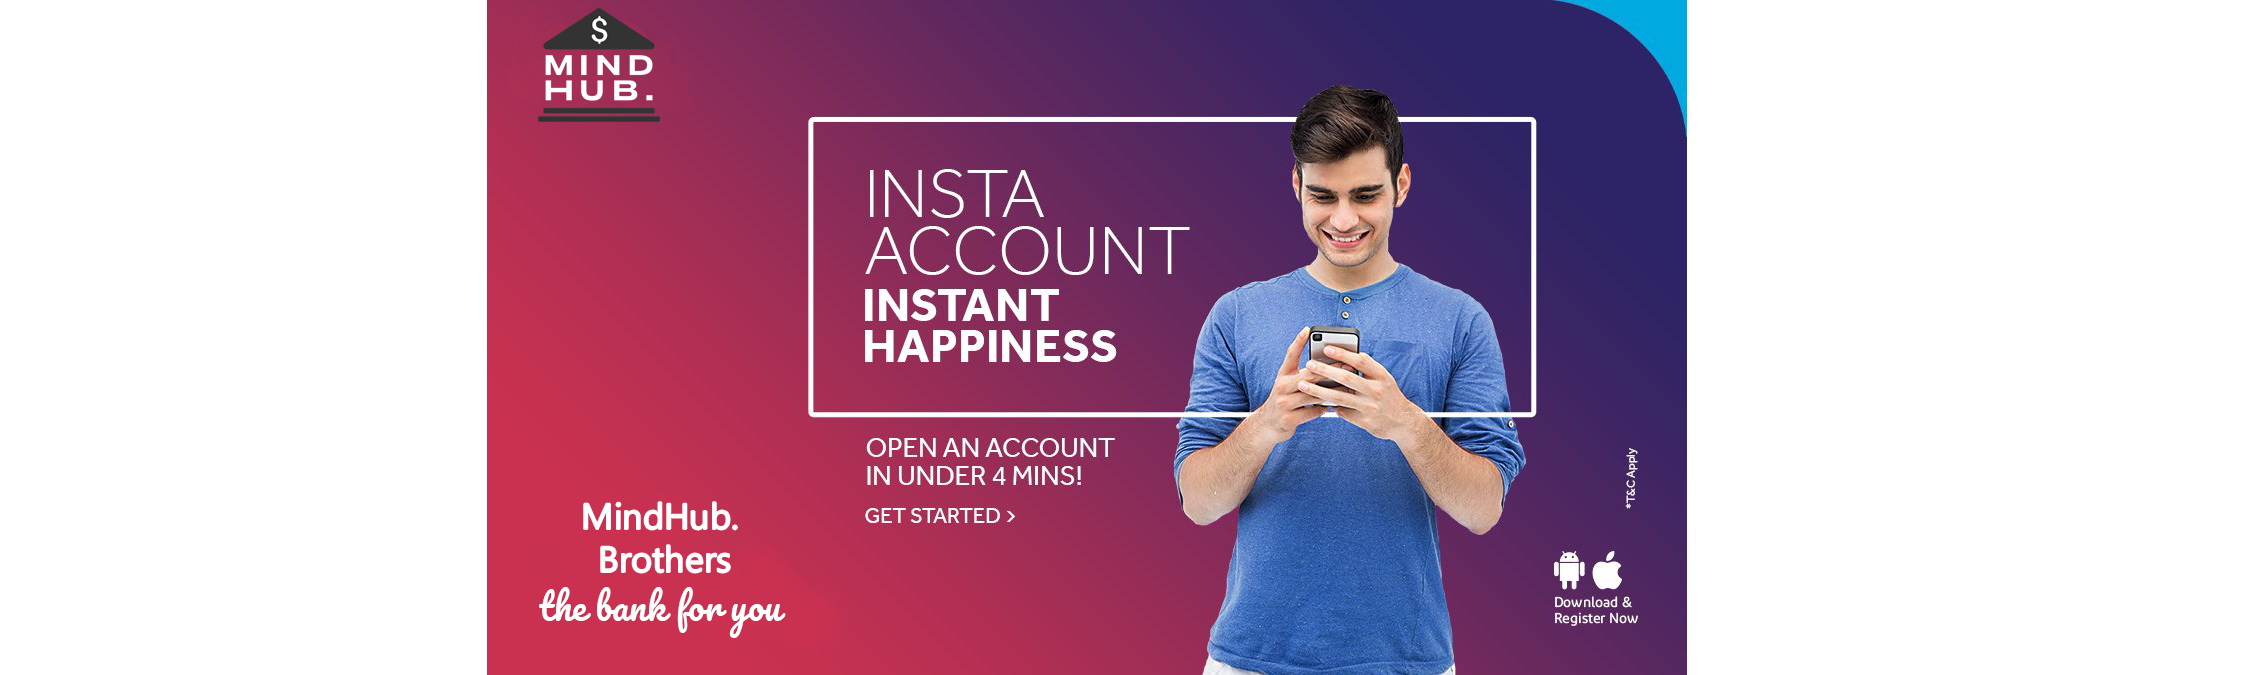 $
MIND
HUB.
INSTA
ACCOUNT
INSTANT
HAPPINESS
OPEN AN ACCOUNT
IN UNDER 4 MINS!
GET STARTED >
MindHub.
Brothers
the bank for you
*T&C Apply
Download &
Register Now